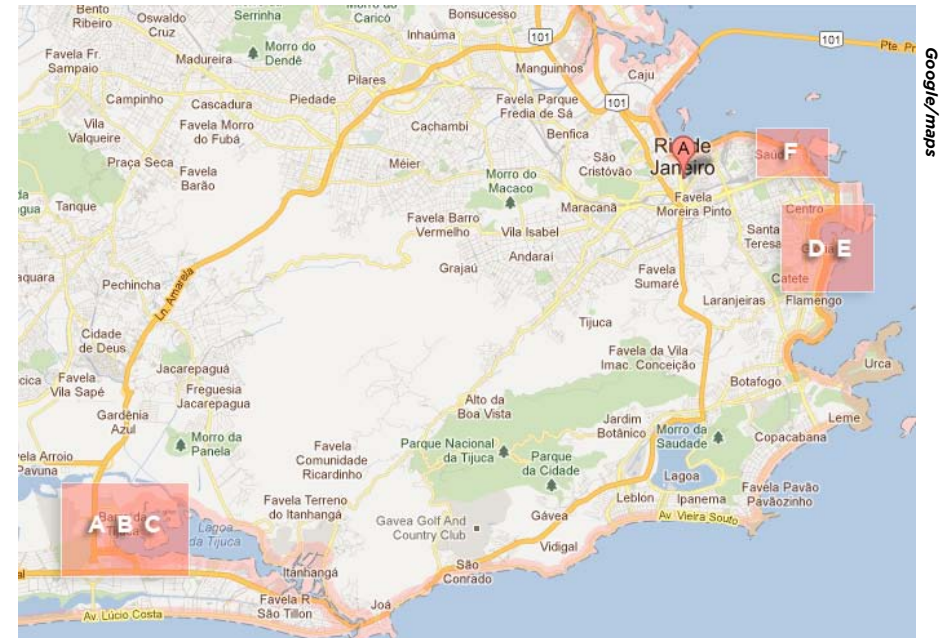 Bento
Ribeiro
Oswaldo
Cruz
Serrinha
Morro do
Caricó
Bonsucesso
Inhaúma
101
101
Pte.
Favela Fr.
Sampaio
Madureira
Morro do
Dendê
Manguinhos
Caju
Google/maps
Pilares
Campinho
Cascadura
Piedade
Favela Parque
Fredia de Sá
101
Vila
Valqueire
Favela Morro
do Fubá
Cachambi
Benfica
Praça Seca
Méier
São
Cristóvão
A
F
Favela
Barão
Morro do
Macaco
Favela
Moreira Pinto
Tanque
Maracanã
Centro
Favela Barro
Vermelho
Vila Isabel
Santa
Teresa
D E
Andaraí
Grajaú
Favela
Sumaré
Catete
Pechincha
Ln. Amarela
Laranjeiras
Flamengo
Cidade
de Deus
Tijuca
Favela da Vila
Imac. Conceição
Urca
Jacarepaguá
Favela
Vila Sapé
Freguesia
Jacarepagua
Botafogo
Alto da
Boa Vista
Gardênia
Azul
Jardim
Botânico
Leme
Morro da
Panela
Parque Nacional
da Tijuca
Morro da
Saudade
Copacabana
Favela
Comunidade
Ricardinho
Parque
da Cidade
Arroio
Pavuna
Lagoa
Favela Pavão
Pavãozinho
Leblon
Ipanema
Favela Terreno
do Itanhangá
Gavea Golf And
Country Club
Gávea
Av. Vieira Souto
A B C
Lagoa
da Tijuca
Vidigal
Itanhangá
São
Conrado
Favela R
São Tillon
Joá
Av. Lúcio Costa